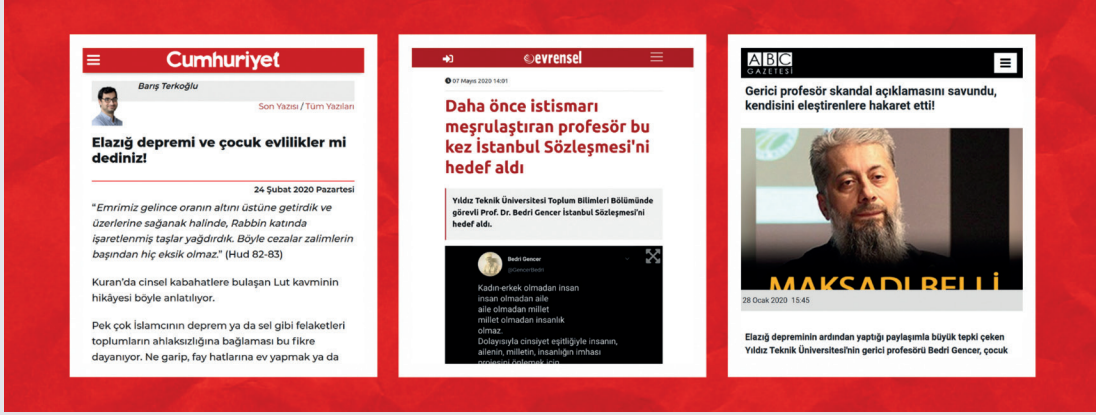 Cumhuriyet
Barış Terkoğlu
Son Yazısı / Tüm Yazıları
Elazığ depremi ve çocuk evlilikler mi
dediniz!
24 Şubat 2020 Pazartesi
"Emrimiz gelince oranın altını üstüne getirdik ve
üzerlerine sağanak halinde, Rabbin katında
işaretlenmiş taşlar yağdırdık. Böyle cezalar zalimlerin
başından hiç eksik olmaz." (Hud 82-83)
Kuran'da cinsel kabahatlere bulaşan Lut kavminin
hikâyesi böyle anlatılıyor.
Pek çok İslamcının deprem ya da sel gibi felaketleri
toplumların ahlaksızlığına bağlaması bu fikre
dayanıyor. Ne garip, fay hatlarına ev yapmak ya da
evrensel
07 Mayıs 2020 14:01
Daha önce istismarı
meşrulaştıran profesör bu
kez İstanbul Sözleşmesi'ni
hedef aldı
Yıldız Teknik Üniversitesi Toplum Bilimleri Bölümünde
görevli Prof. Dr. Bedri Gencer İstanbul Sözleşmesi'ni
hedef aldı.
Bedri Gencer
@GencerBedri
Kadın-erkek olmadan insan
insan olmadan aile
aile olmadan millet
millet olmadan insanlık
olmaz.
Dolayısıyla cinsiyet eşitliğiyle insanın,
ailenin, milletin, insanlığın imhası
projesini önlemek için
ABC
GAZETESİ
Gerici profesör skandal açıklamasını savundu,
kendisini eleştirenlere hakaret etti!
MAKSADI BELLİ
28 Ocak 2020 15:45
Elazığ depreminin ardından yaptığı paylaşımla büyük tepki çeken
Yıldız Teknik Üniversitesi'nin gerici profesörü Bedri Gencer, çocuk